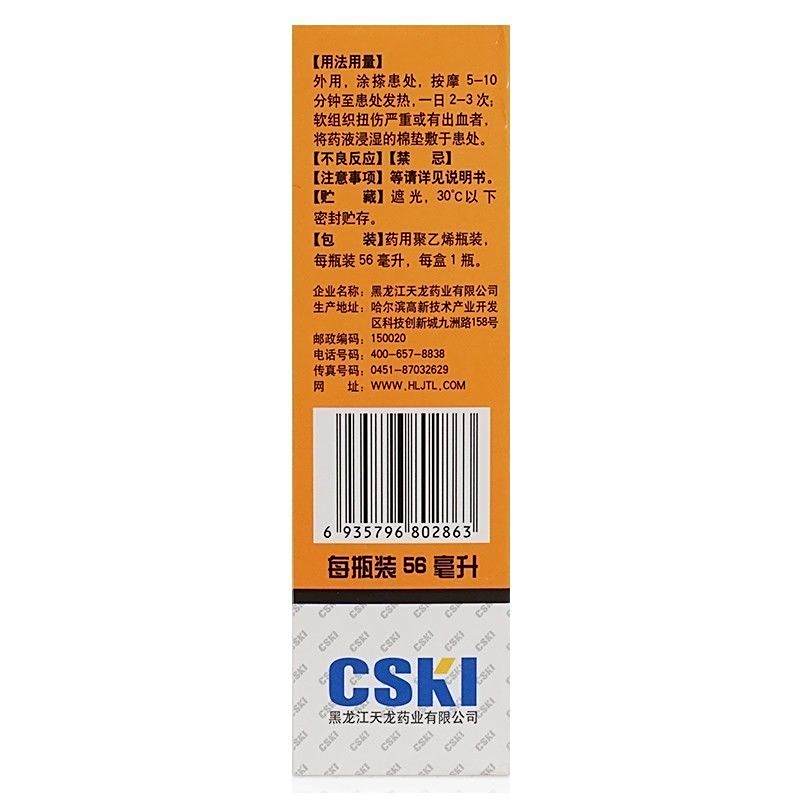 【用法用量】
外用，涂搽患处，按摩 5-10
分钟至患处发热，一日 2-3 次；
软组织扭伤严重或有出血者，
将药液浸湿的棉垫敷于患处。
【不良反应】【禁 忌】
【注意事项】等请详见说明书。
【贮 藏】遮光，30℃以下
密封贮存。
【包 装】药用聚乙烯瓶装，
每瓶装 56 毫升，每盒 1 瓶。
企业名称：黑龙江天龙药业有限公司
生产地址：哈尔滨高新技术产业开发
区科技创新城九洲路158号
邮政编码：150020
电话号码：400-657-8838
传真号码：0451-87032629
网 址：WWW.HLJTL.COM
6 935796 802863
每瓶装 56 毫升
CSKI
黑龙江天龙药业有限公司